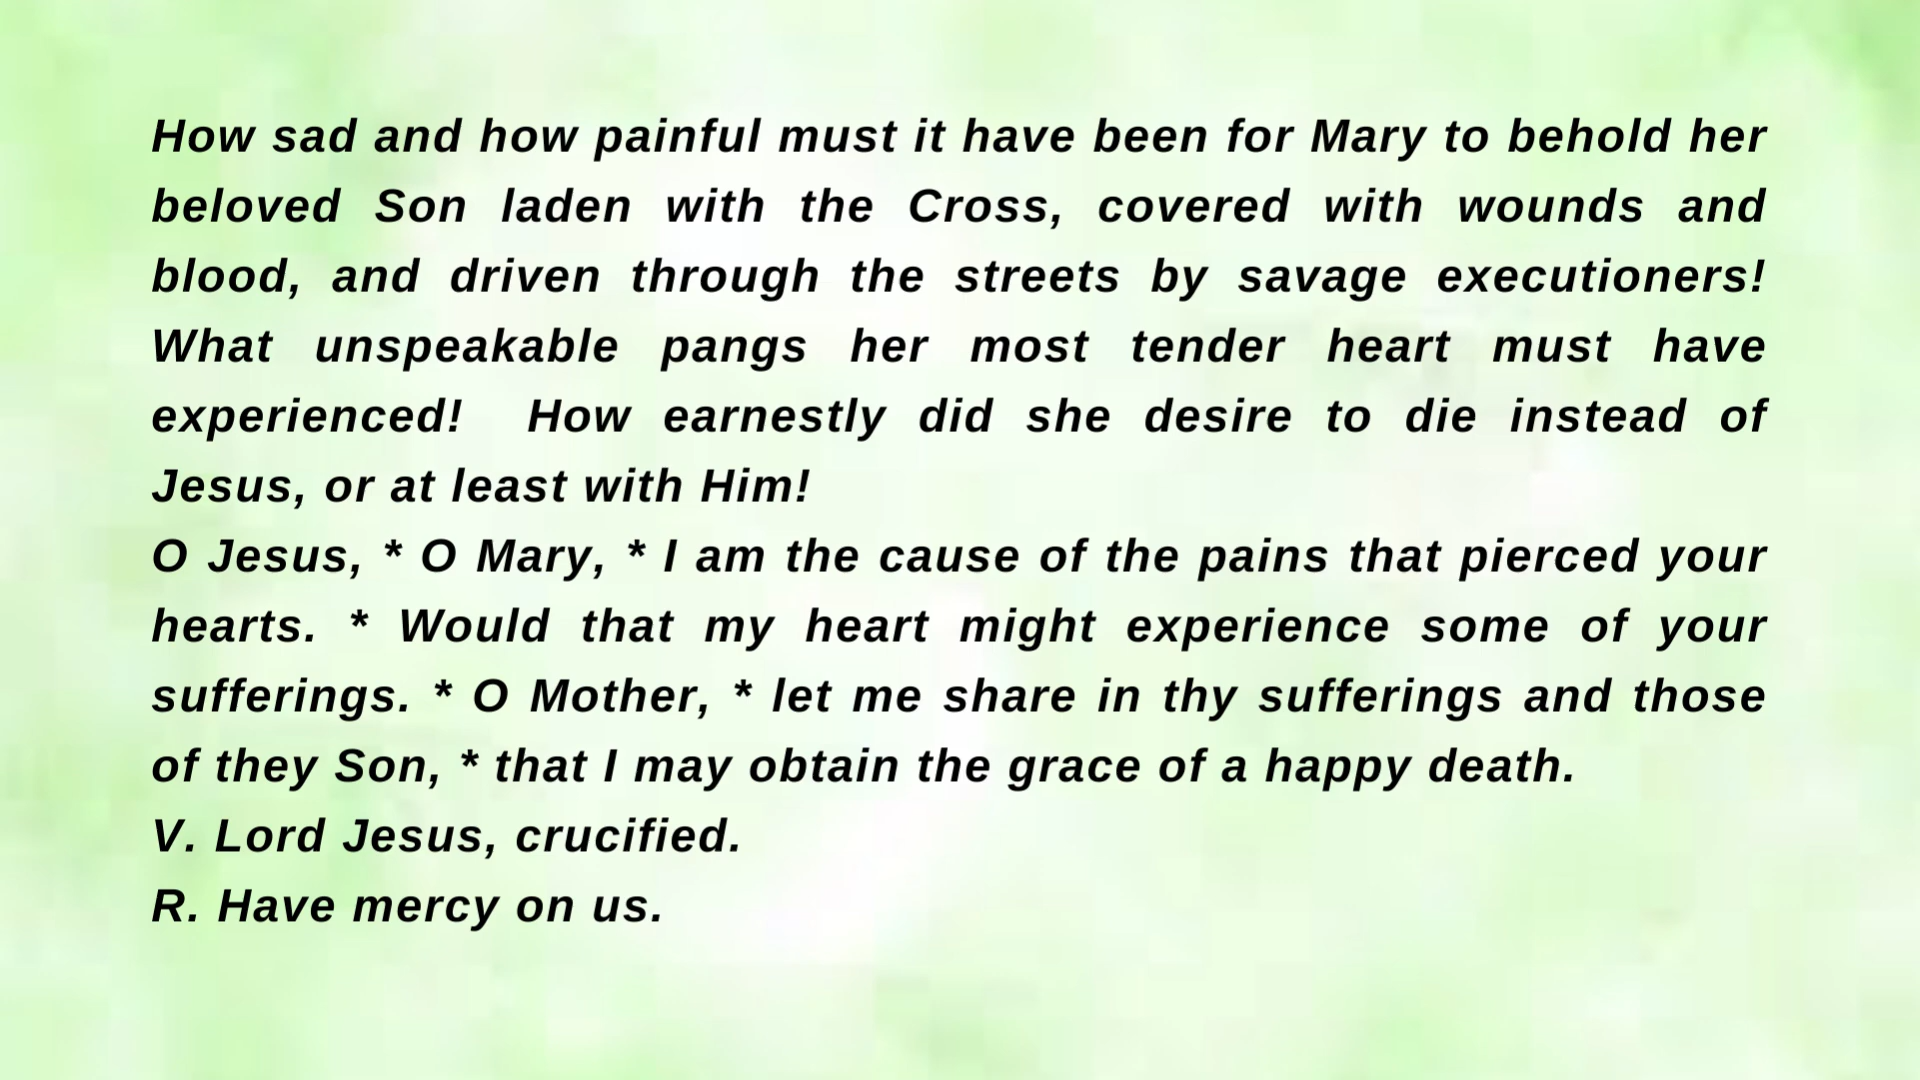 How sad and how painful must it have been for Mary to behold her
beloved Son laden with the Cross, covered with wounds and
blood, and driven through the streets by savage executioners!
What unspeakable pangs her most tender heart must have
experienced! How earnestly did she desire to die instead of
Jesus, or at least with Him!
O Jesus, * O Mary, * I am the cause of the pains that pierced your
hearts. * Would that my heart might experience some of your
sufferings. * O Mother, * let me share in thy sufferings and those
of they Son, * that I may obtain the grace of a happy death.
V. Lord Jesus, crucified.
R. Have mercy on us.